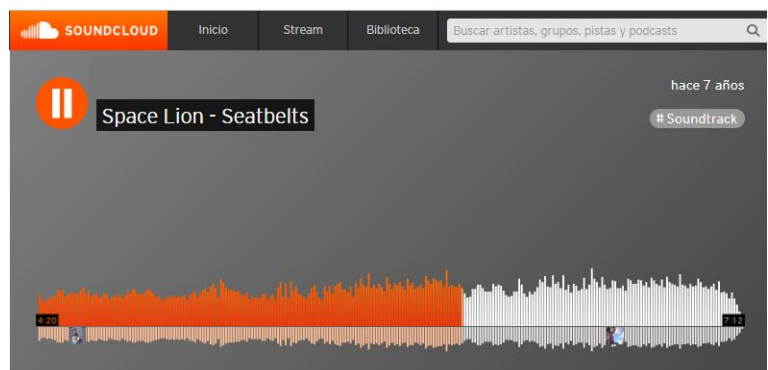 SOUNDCLOUD Inicio Stream Biblioteca Buscar artistas, grupos, pistas y podcasts
hace 7 años
Space Lion - Seatbelts
# Soundtrack
4:20 7:12